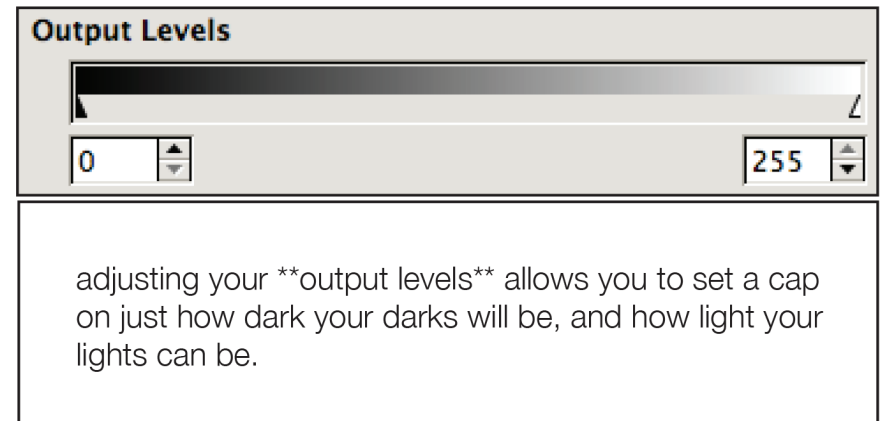 Output Levels
0 255
adjusting your **output levels** allows you to set a cap
on just how dark your darks will be, and how light your
lights can be.